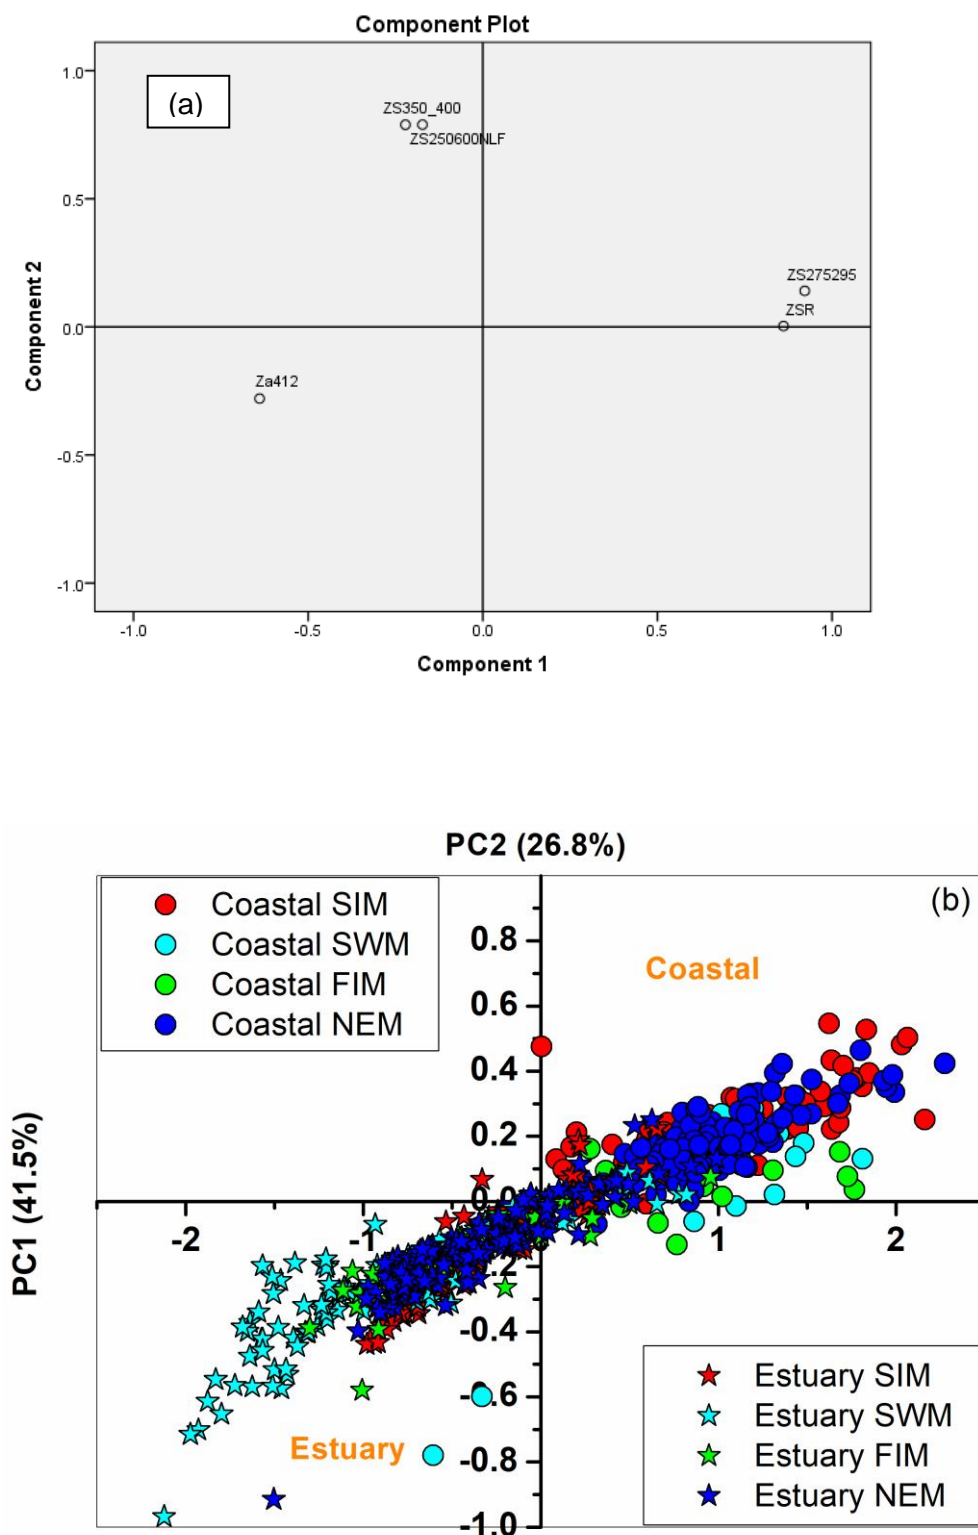 Component Plot
(a)
1.0
ZS350_400
ZS250600NLF
0.5
ZS275295
ZSR
0.0
Za412
-0.5
-1.0
-1.0 -0.5 0.0 0.5 1.0
Component 2
Component 1
PC2 (26.8%)
(b)
Coastal SIM
Coastal SWM
Coastal FIM
Coastal NEM
Coastal
0.8
0.6
0.4
0.2
0.0
-2 -1 1 2
-0.4
-0.8
-1.0
PC1 (41.5%)
Estuary
Estuary SIM
Estuary SWM
Estuary FIM
Estuary NEM